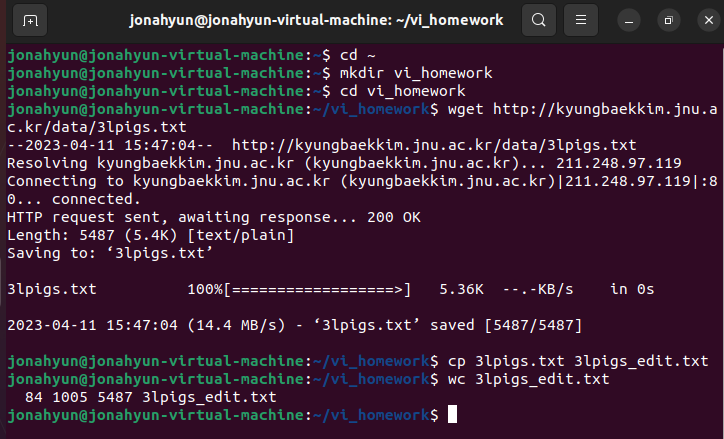 jonahyun@jonahyun-virtual-machine: ~/vi_homework
jonahyun@jonahyun-virtual-machine:~$ cd ~
jonahyun@jonahyun-virtual-machine:~$ mkdir vi_homework
jonahyun@jonahyun-virtual-machine:~$ cd vi_homework
jonahyun@jonahyun-virtual-machine:~/vi_homework$ wget http://kyungbaekkim.jnu.a
c.kr/data/3lpigs.txt
--2023-04-11 15:47:04--  http://kyungbaekkim.jnu.ac.kr/data/3lpigs.txt
Resolving kyungbaekkim.jnu.ac.kr (kyungbaekkim.jnu.ac.kr)... 211.248.97.119
Connecting to kyungbaekkim.jnu.ac.kr (kyungbaekkim.jnu.ac.kr)|211.248.97.119|:8
0... connected.
HTTP request sent, awaiting response... 200 OK
Length: 5487 (5.4K) [text/plain]
Saving to: ‘3lpigs.txt’
3lpigs.txt          100%[==================>]   5.36K  --.-KB/s    in 0s
2023-04-11 15:47:04 (14.4 MB/s) - ‘3lpigs.txt’ saved [5487/5487]
jonahyun@jonahyun-virtual-machine:~/vi_homework$ cp 3lpigs.txt 3lpigs_edit.txt
jonahyun@jonahyun-virtual-machine:~/vi_homework$ wc 3lpigs_edit.txt
  84 1005 5487 3lpigs_edit.txt
jonahyun@jonahyun-virtual-machine:~/vi_homework$